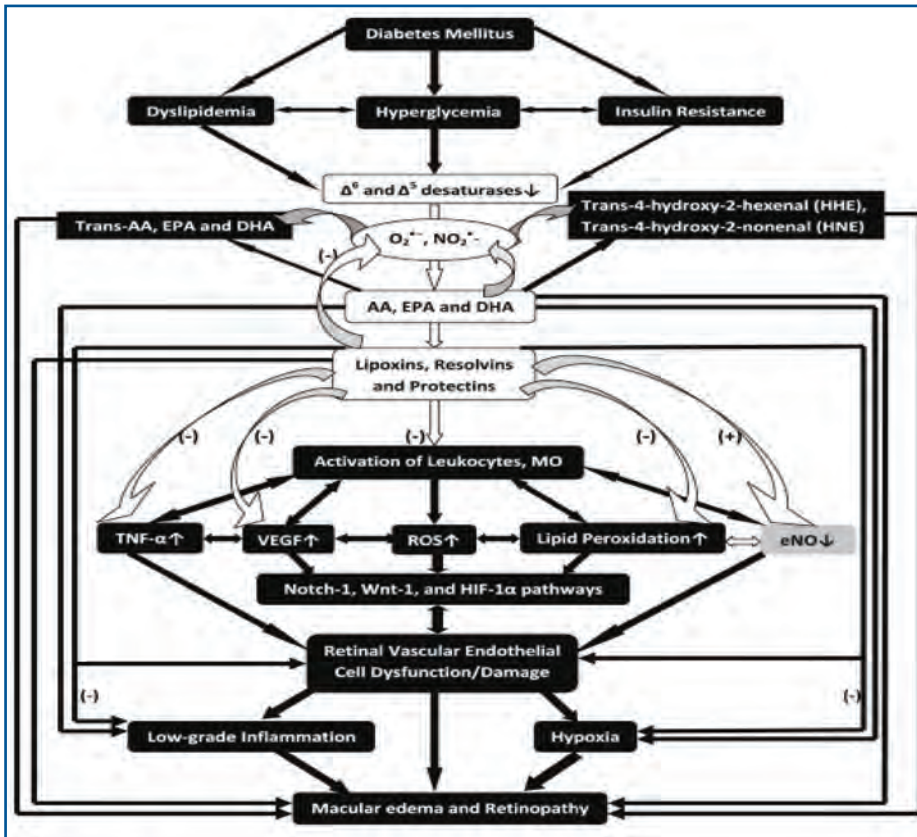 Diabetes Mellitus
Dyslipidemia
Hyperglycemia
Insulin Resistance
Δ⁶ and Δ⁵ desaturases↓
Trans-AA, EPA and DHA
O₂•−, NO₂•-
Trans-4-hydroxy-2-hexenal (HHE),
Trans-4-hydroxy-2-nonenal (HNE)
(-)
AA, EPA and DHA
Lipoxins, Resolvins
and Protectins
(-)
(-)
(-)
(-)
(+)
Activation of Leukocytes, MO
TNF-α↑
VEGF↑
ROS↑
Lipid Peroxidation↑
eNO↓
Notch-1, Wnt-1, and HIF-1α pathways
Retinal Vascular Endothelial
Cell Dysfunction/Damage
(-)
(-)
Low-grade Inflammation
Hypoxia
Macular edema and Retinopathy